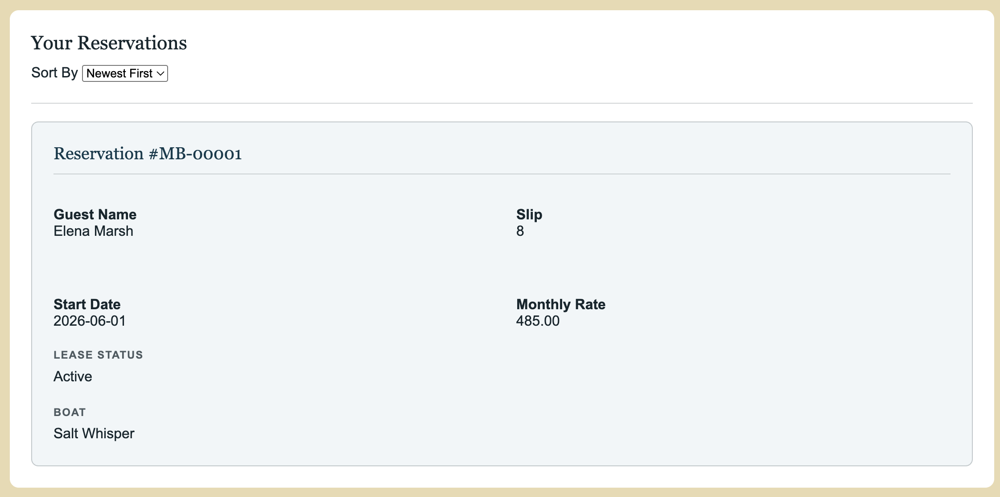 Your Reservations
Sort By Newest First
Reservation #MB-00001
Guest Name
Elena Marsh
Slip
8
Start Date
2026-06-01
Monthly Rate
485.00
LEASE STATUS
Active
BOAT
Salt Whisper